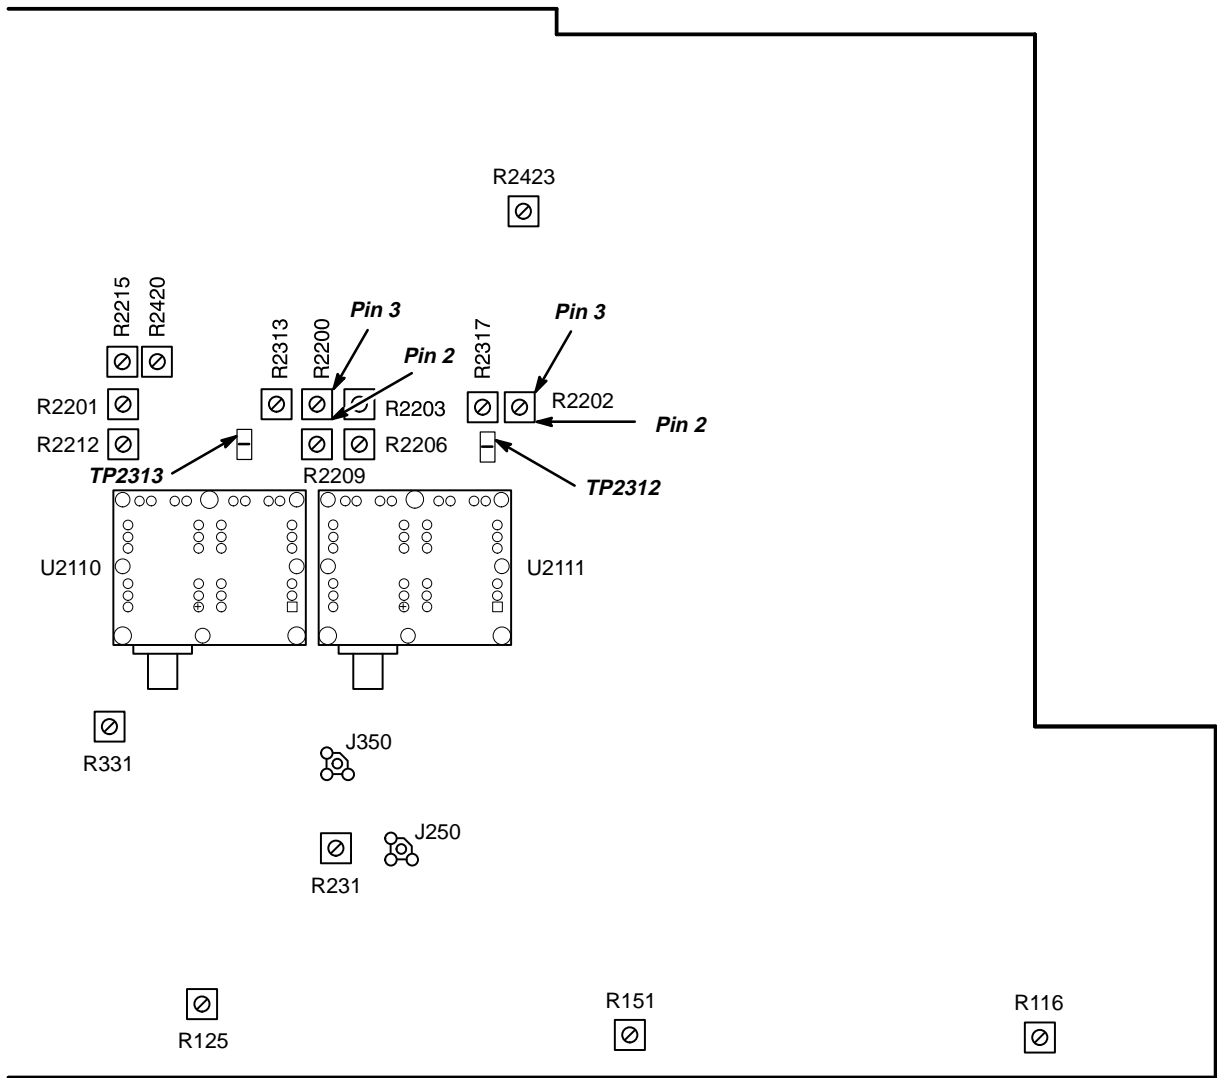 R2423
R2215
R2420
R2313
R2200
Pin 3
Pin 2
R2317
Pin 3
R2201
R2203
R2202
Pin 2
R2212
R2206
TP2313
R2209
TP2312
U2110
U2111
R331
J350
J250
R231
R125
R151
R116